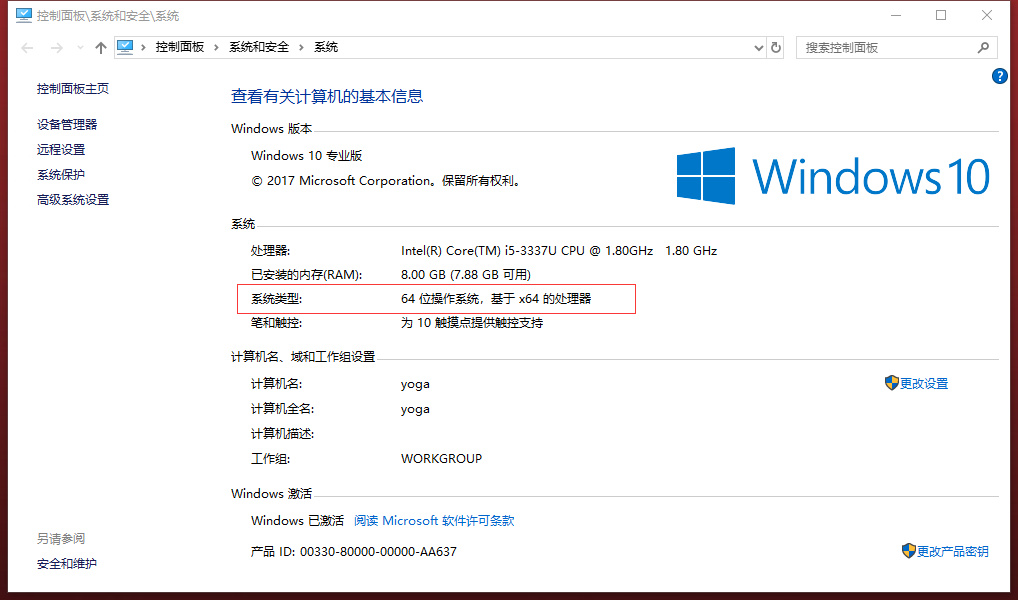 控制面板\系统和安全\系统
控制面板 系统和安全 系统
搜索控制面板
?
控制面板主页
设备管理器
远程设置
系统保护
高级系统设置
查看有关计算机的基本信息
Windows 版本
Windows 10 专业版
© 2017 Microsoft Corporation。保留所有权利。
Windows 10
系统
处理器: Intel(R) Core(TM) i5-3337U CPU @ 1.80GHz 1.80 GHz
已安装的内存(RAM): 8.00 GB (7.88 GB 可用)
系统类型: 64 位操作系统，基于 x64 的处理器
笔和触控: 为 10 触摸点提供触控支持
计算机名、域和工作组设置
计算机名: yoga 更改设置
计算机全名: yoga
计算机描述:
工作组: WORKGROUP
Windows 激活
Windows 已激活 阅读 Microsoft 软件许可条款
产品 ID: 00330-80000-00000-AA637 更改产品密钥
另请参阅
安全和维护